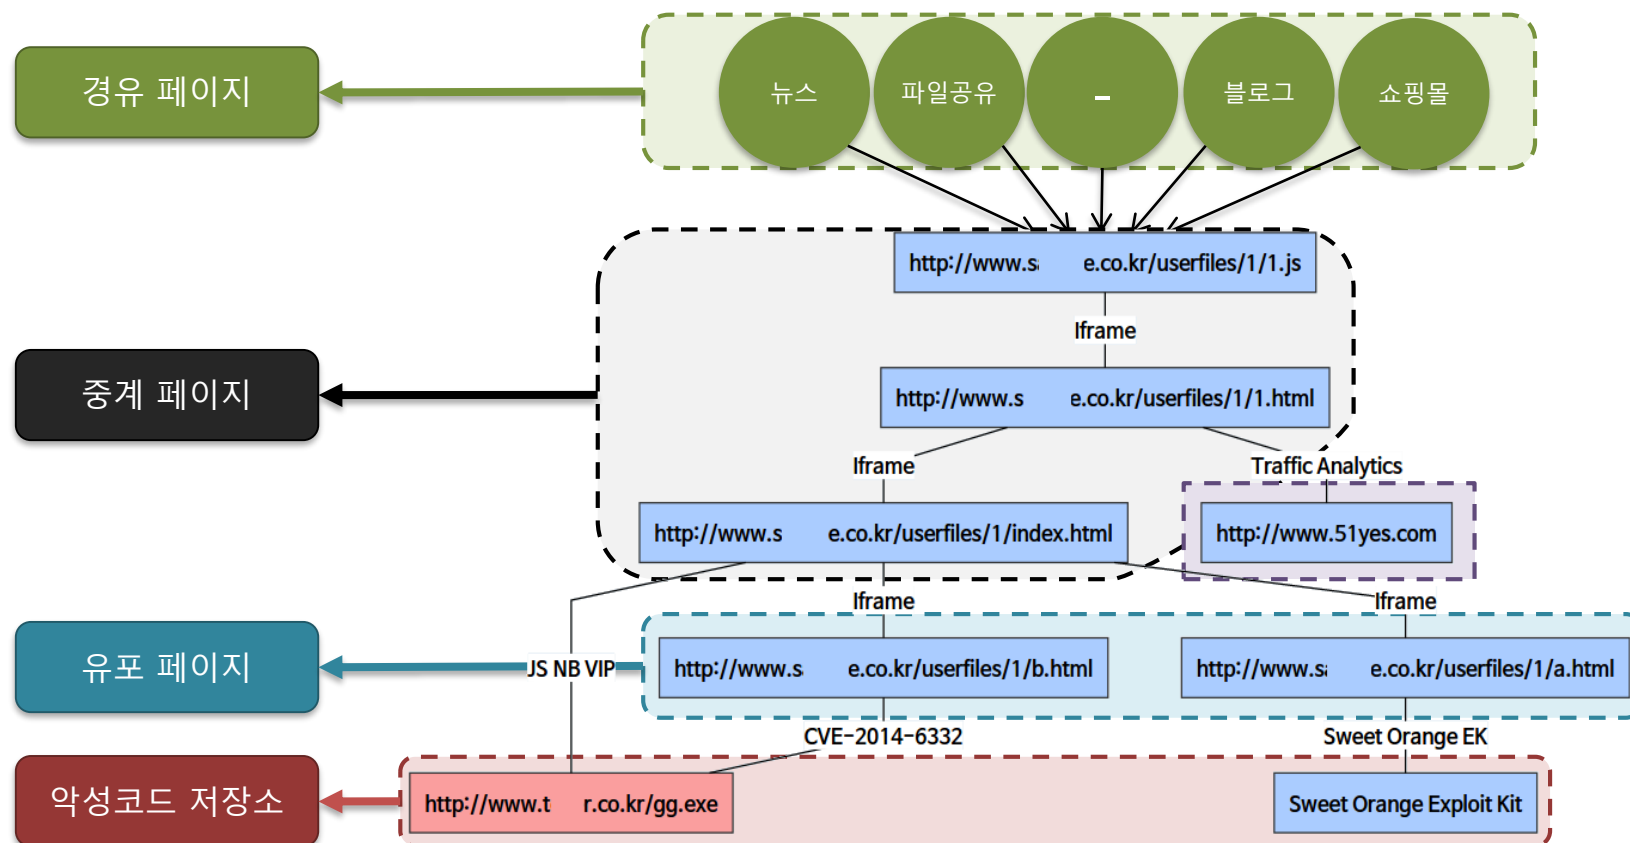 경유 페이지
뉴스
파일공유
–
블로그
쇼핑몰
http://www.sa e.co.kr/userfiles/1/1.js
Iframe
중계 페이지
http://www.s e.co.kr/userfiles/1/1.html
Iframe
Traffic Analytics
http://www.s e.co.kr/userfiles/1/index.html
http://www.51yes.com
Iframe
Iframe
유포 페이지
JS NB VIP
http://www.s e.co.kr/userfiles/1/b.html
http://www.sa e.co.kr/userfiles/1/a.html
CVE-2014-6332
Sweet Orange EK
악성코드 저장소
http://www.t r.co.kr/gg.exe
Sweet Orange Exploit Kit